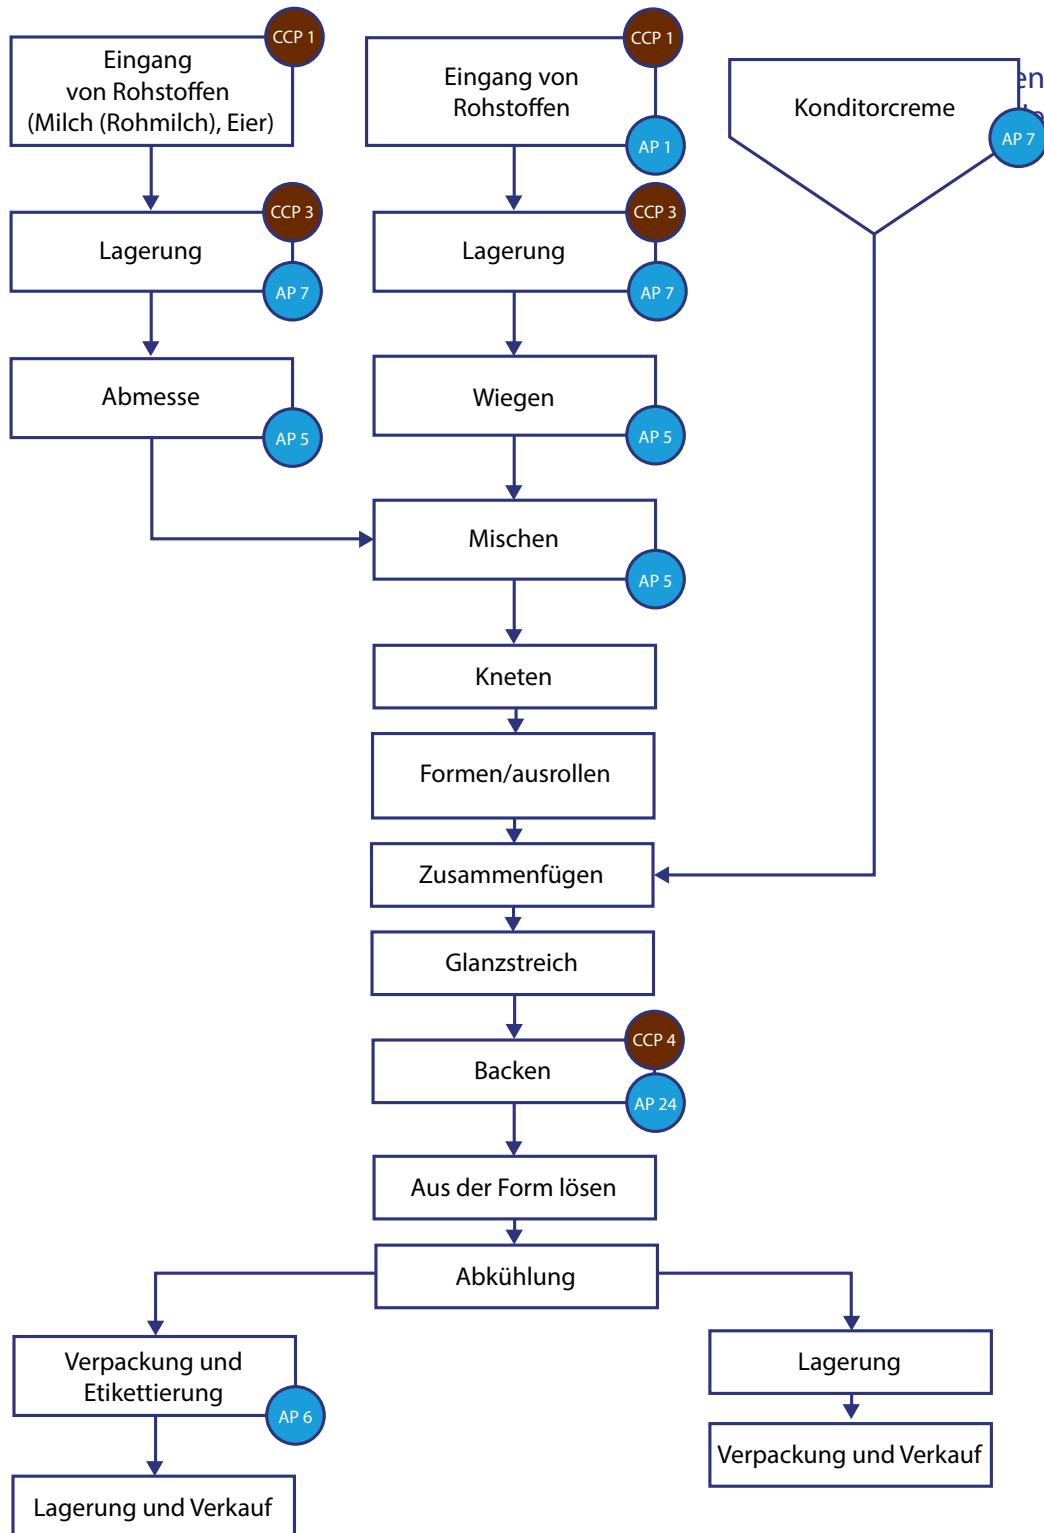 CCP 1
Eingang
von Rohstoffen
(Milch (Rohmilch), Eier)
CCP 1
Eingang von
Rohstoffen
AP 1
Konditorcreme
AP 7
en
CCP 3
Lagerung
AP 7
CCP 3
Lagerung
AP 7
Abmesse
AP 5
Wiegen
AP 5
Mischen
AP 5
Kneten
Formen/ausrollen
Zusammenfügen
Glanzstreich
CCP 4
Backen
AP 24
Aus der Form lösen
Abkühlung
Verpackung und
Etikettierung
AP 6
Lagerung und Verkauf
Lagerung
Verpackung und Verkauf